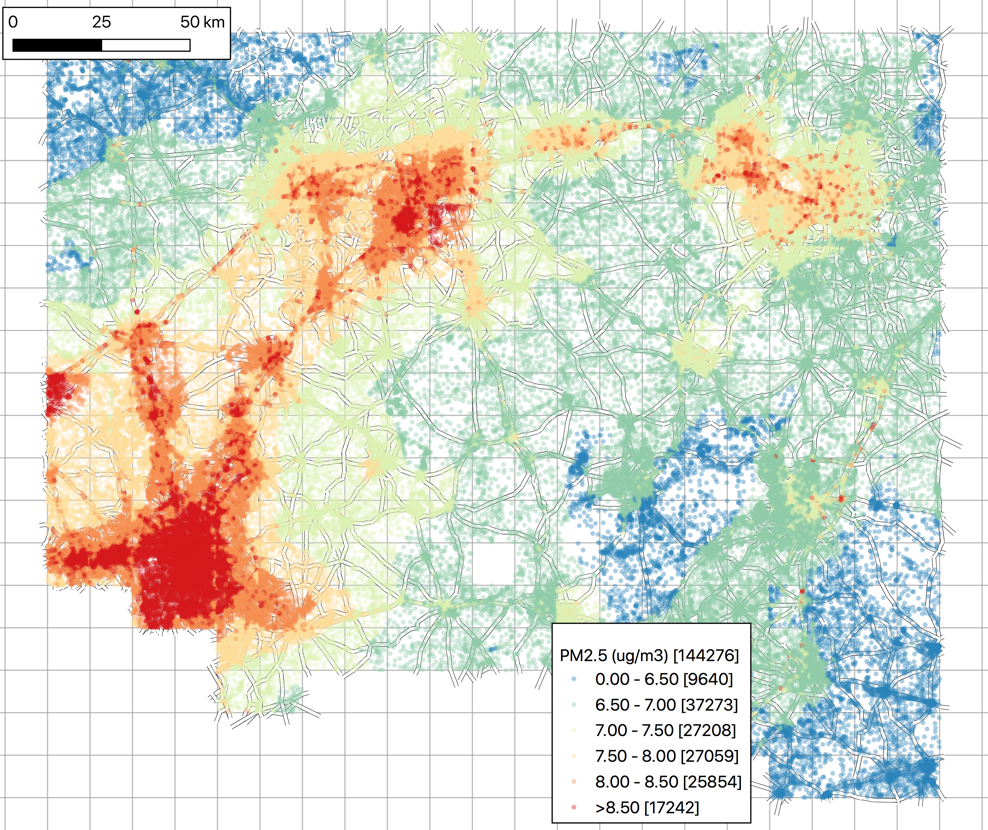 0 25 50 km
PM2.5 (ug/m3) [144276]
0.00 - 6.50 [9640]
6.50 - 7.00 [37273]
7.00 - 7.50 [27208]
7.50 - 8.00 [27059]
8.00 - 8.50 [25854]
>8.50 [17242]